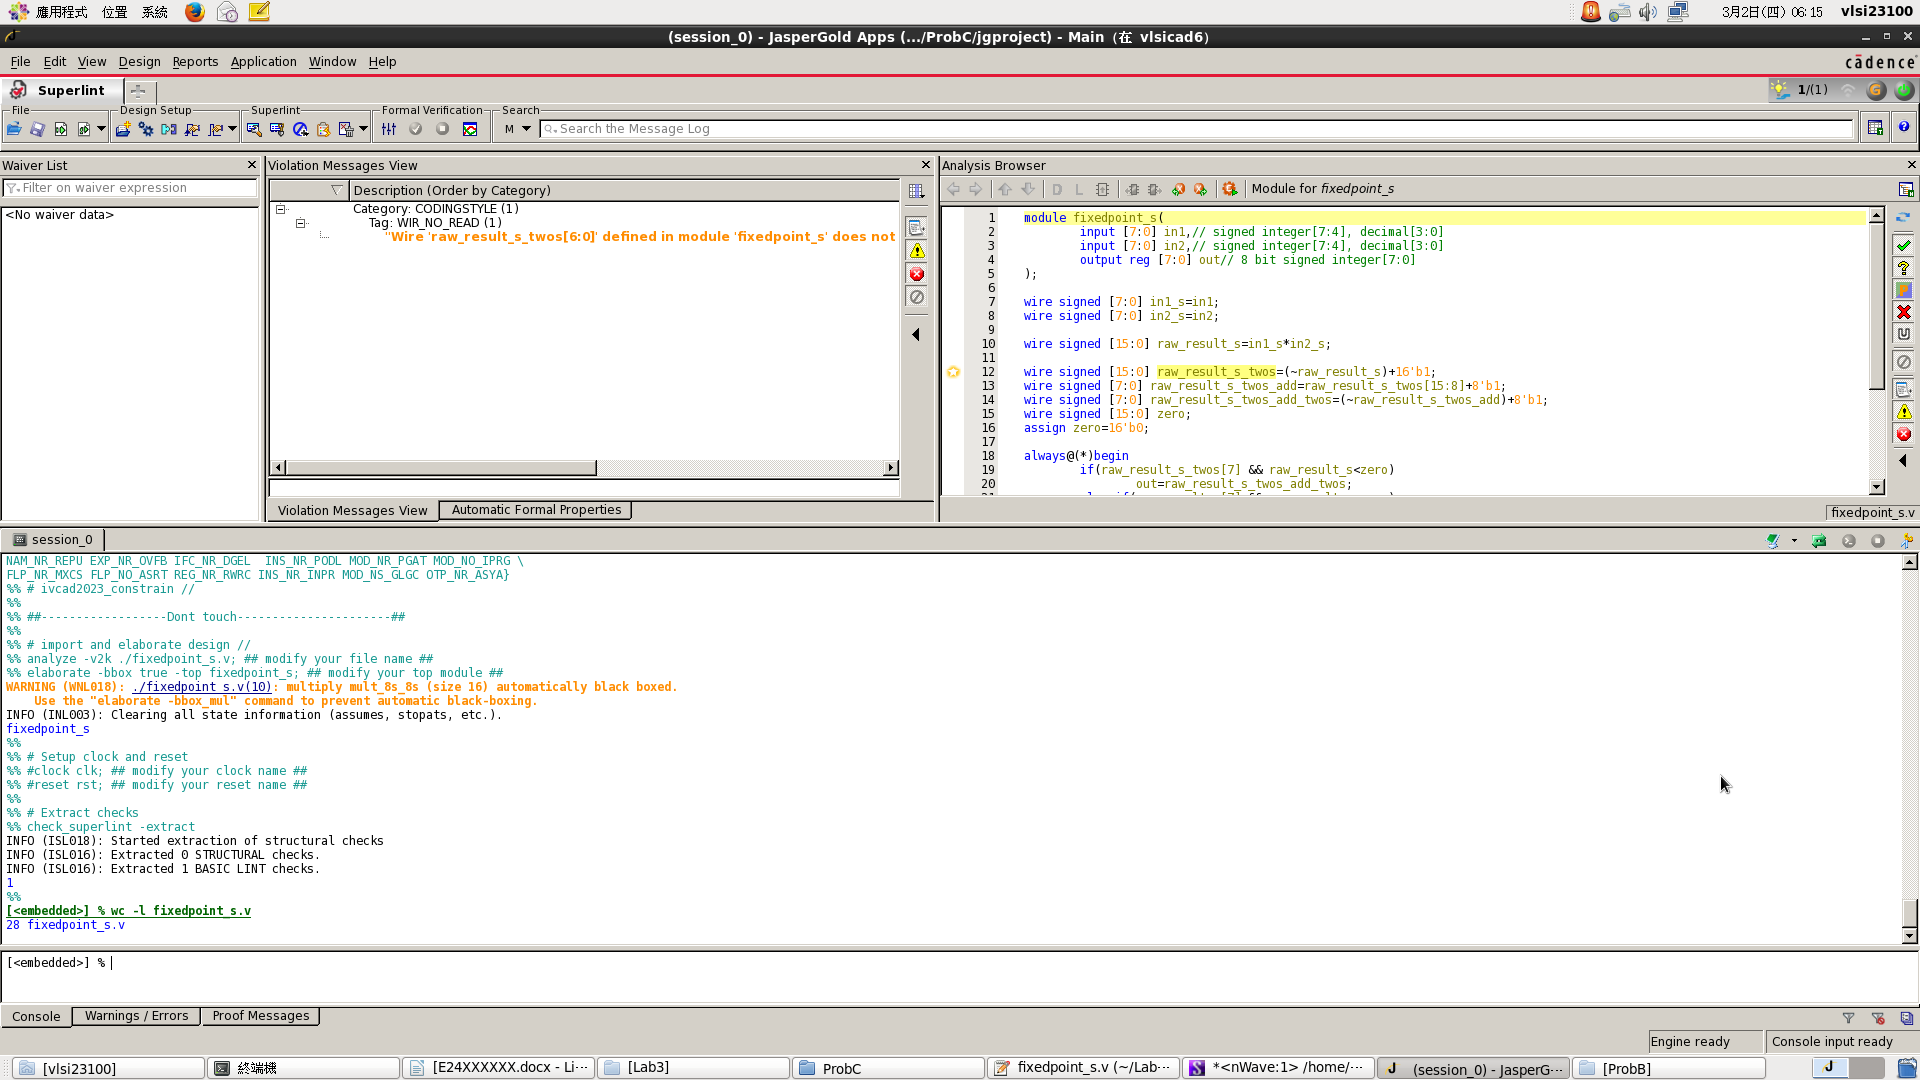 應用程式 位置 系統
3月2日(四) 06:15 vlsi23100
(session_0) - JasperGold Apps (.../ProbC/jgproject) - Main (在 vlsicad6)
File Edit View Design Reports Application Window Help
cādence
Superlint
1/(1)
File Design Setup Superlint Formal Verification Search
M Search the Message Log
Waiver List
Filter on waiver expression
<No waiver data>
Violation Messages View
Description (Order by Category)
Category: CODINGSTYLE (1)
Tag: WIR_NO_READ (1)
"Wire 'raw_result_s_twos[6:0]' defined in module 'fixedpoint_s' does not
Violation Messages View Automatic Formal Properties
Analysis Browser
Module for fixedpoint_s
1 module fixedpoint_s(
2 input [7:0] in1,// signed integer[7:4], decimal[3:0]
3 input [7:0] in2,// signed integer[7:4], decimal[3:0]
4 output reg [7:0] out// 8 bit signed integer[7:0]
5 );
6
7 wire signed [7:0] in1_s=in1;
8 wire signed [7:0] in2_s=in2;
9
10 wire signed [15:0] raw_result_s=in1_s*in2_s;
11
12 wire signed [15:0] raw_result_s_twos=(~raw_result_s)+16'b1;
13 wire signed [7:0] raw_result_s_twos_add=raw_result_s_twos[15:8]+8'b1;
14 wire signed [7:0] raw_result_s_twos_add_twos=(~raw_result_s_twos_add)+8'b1;
15 wire signed [15:0] zero;
16 assign zero=16'b0;
17
18 always@(*)begin
19 if(raw_result_s_twos[7] && raw_result_s<zero)
20 out=raw_result_s_twos_add_twos;
fixedpoint_s.v
session_0
NAM_NR_REPU EXP_NR_OVFB IFC_NR_DGEL INS_NR_PODL MOD_NR_PGAT MOD_NO_IPRG \
FLP_NR_MXCS FLP_NO_ASRT REG_NR_RWRC INS_NR_INPR MOD_NS_GLGC OTP_NR_ASYA}
%% # ivcad2023_constrain //
%%
%% ##------------------Dont touch----------------------##
%%
%% # import and elaborate design //
%% analyze -v2k ./fixedpoint_s.v; ## modify your file name ##
%% elaborate -bbox true -top fixedpoint_s; ## modify your top module ##
WARNING (WNL018): ./fixedpoint_s.v(10): multiply mult_8s_8s (size 16) automatically black boxed.
Use the "elaborate -bbox_mul" command to prevent automatic black-boxing.
INFO (INL003): Clearing all state information (assumes, stopats, etc.).
fixedpoint_s
%%
%% # Setup clock and reset
%% #clock clk; ## modify your clock name ##
%% #reset rst; ## modify your reset name ##
%%
%% # Extract checks
%% check_superlint -extract
INFO (ISL018): Started extraction of structural checks
INFO (ISL016): Extracted 0 STRUCTURAL checks.
INFO (ISL016): Extracted 1 BASIC LINT checks.
1
%%
[<embedded>] % wc -l fixedpoint_s.v
28 fixedpoint_s.v
[<embedded>] %
Console Warnings / Errors Proof Messages
Engine ready Console input ready
[vlsi23100] 終端機 [E24XXXXXX.docx - Li··· [Lab3] ProbC fixedpoint_s.v (~/Lab··· *<nWave:1> /home/··· (session_0) - JasperG··· [ProbB]